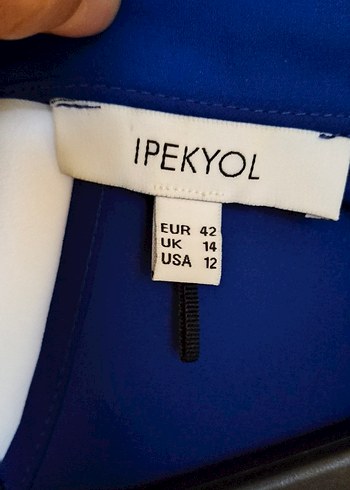 IPEKYOL
EUR 42
UK 14
USA 12